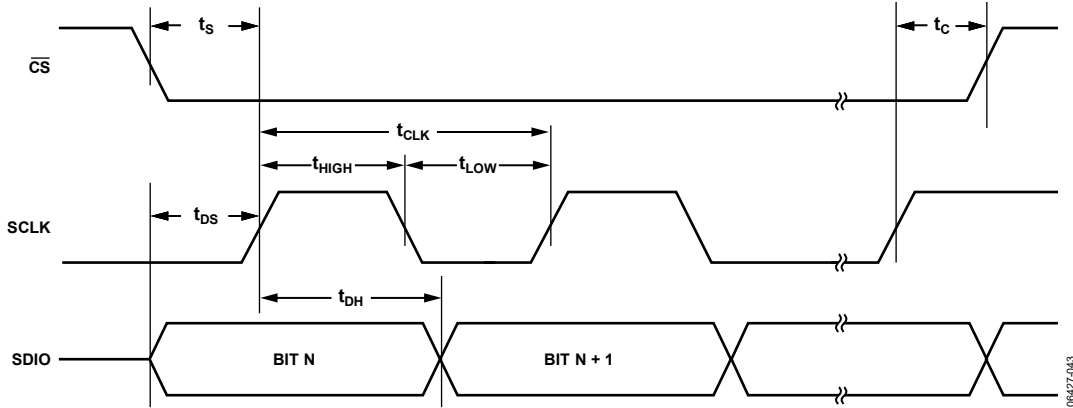 tS
tC
CS
tCLK
tHIGH
tLOW
tDS
SCLK
tDH
SDIO
BIT N
BIT N + 1
06427-043